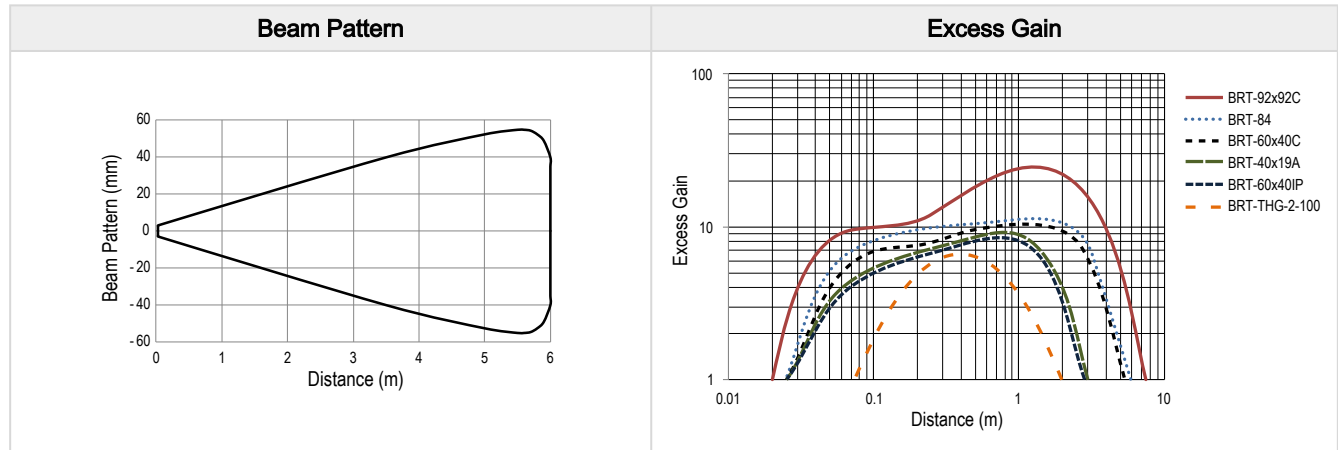 Beam Pattern
Excess Gain
60
40
20
0
-20
-40
-60
Beam Pattern (mm)
0 1 2 3 4 5 6
Distance (m)
100
10
1
Excess Gain
0.01 0.1 1 10
Distance (m)
BRT-92x92C
BRT-84
BRT-60x40C
BRT-40x19A
BRT-60x40IP
BRT-THG-2-100